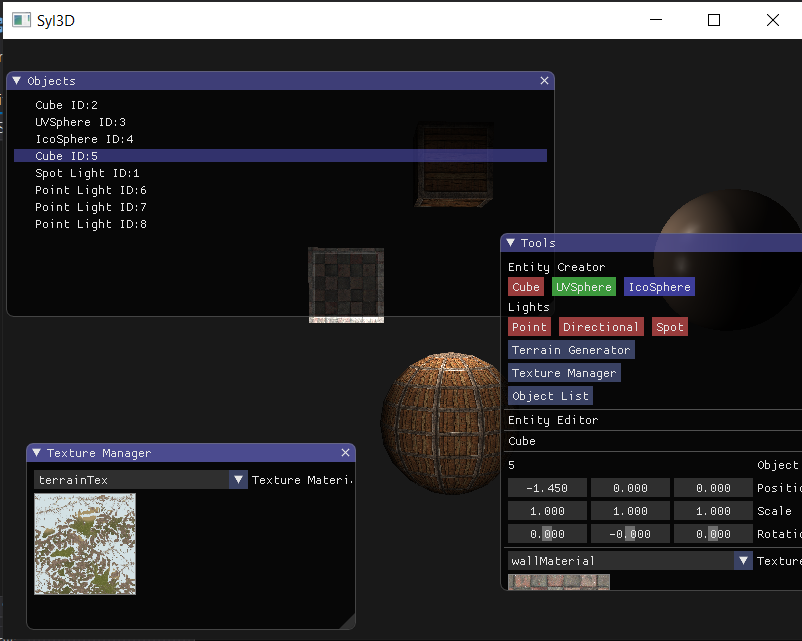 Syl3D
Objects
Cube ID:2
UVSphere ID:3
IcoSphere ID:4
Cube ID:5
Spot Light ID:1
Point Light ID:6
Point Light ID:7
Point Light ID:8
Tools
Entity Creator
Cube UVSphere IcoSphere
Lights
Point Directional Spot
Terrain Generator
Texture Manager
Object List
Entity Editor
Cube
5 Object
-1.450 0.000 0.000 Positio
1.000 1.000 1.000 Scale
0.000 -0.000 0.000 Rotatio
wallMaterial Texture
Texture Manager
terrainTex Texture Materi